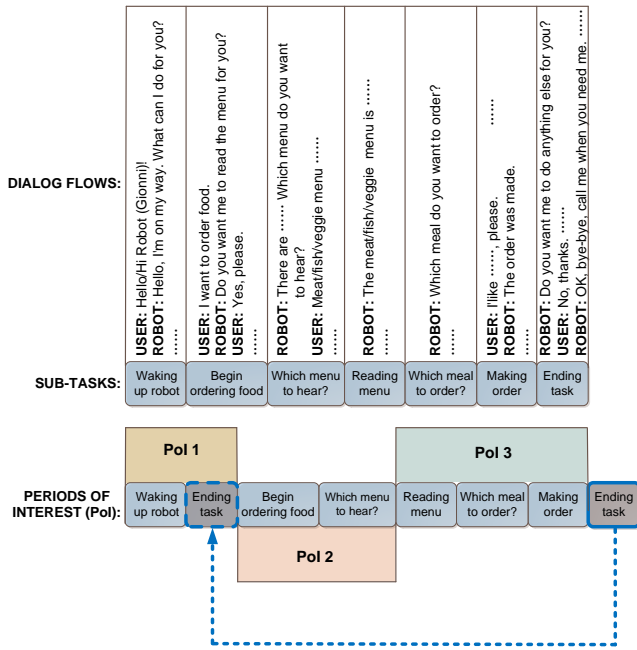 DIALOG FLOWS:
USER: Hello/Hi Robot (Gionni)!
ROBOT: Hello, I'm on my way. What can I do for you?
......
USER: I want to order food.
ROBOT: Do you want me to read the menu for you?
USER: Yes, please.
......
ROBOT: There are ...... Which menu do you want
to hear?
USER: Meat/fish/veggie menu ......
......
ROBOT: The meat/fish/veggie menu is ......
......
ROBOT: Which meal do you want to order?
......
USER: I'like ......, please. ......
ROBOT: The order was made.
......
ROBOT: Do you want me to do anything else for you?
USER: No, thanks. ......
ROBOT: OK, bye-bye, call me when you need me. ......
SUB-TASKS:
Waking
up robot
Begin
ordering food
Which menu
to hear?
Reading
menu
Which meal
to order?
Making
order
Ending
task
PoI 1
PoI 3
PERIODS OF
INTEREST (PoI):
Waking
up robot
Ending
task
Begin
ordering food
Which menu
to hear?
Reading
menu
Which meal
to order?
Making
order
Ending
task
PoI 2